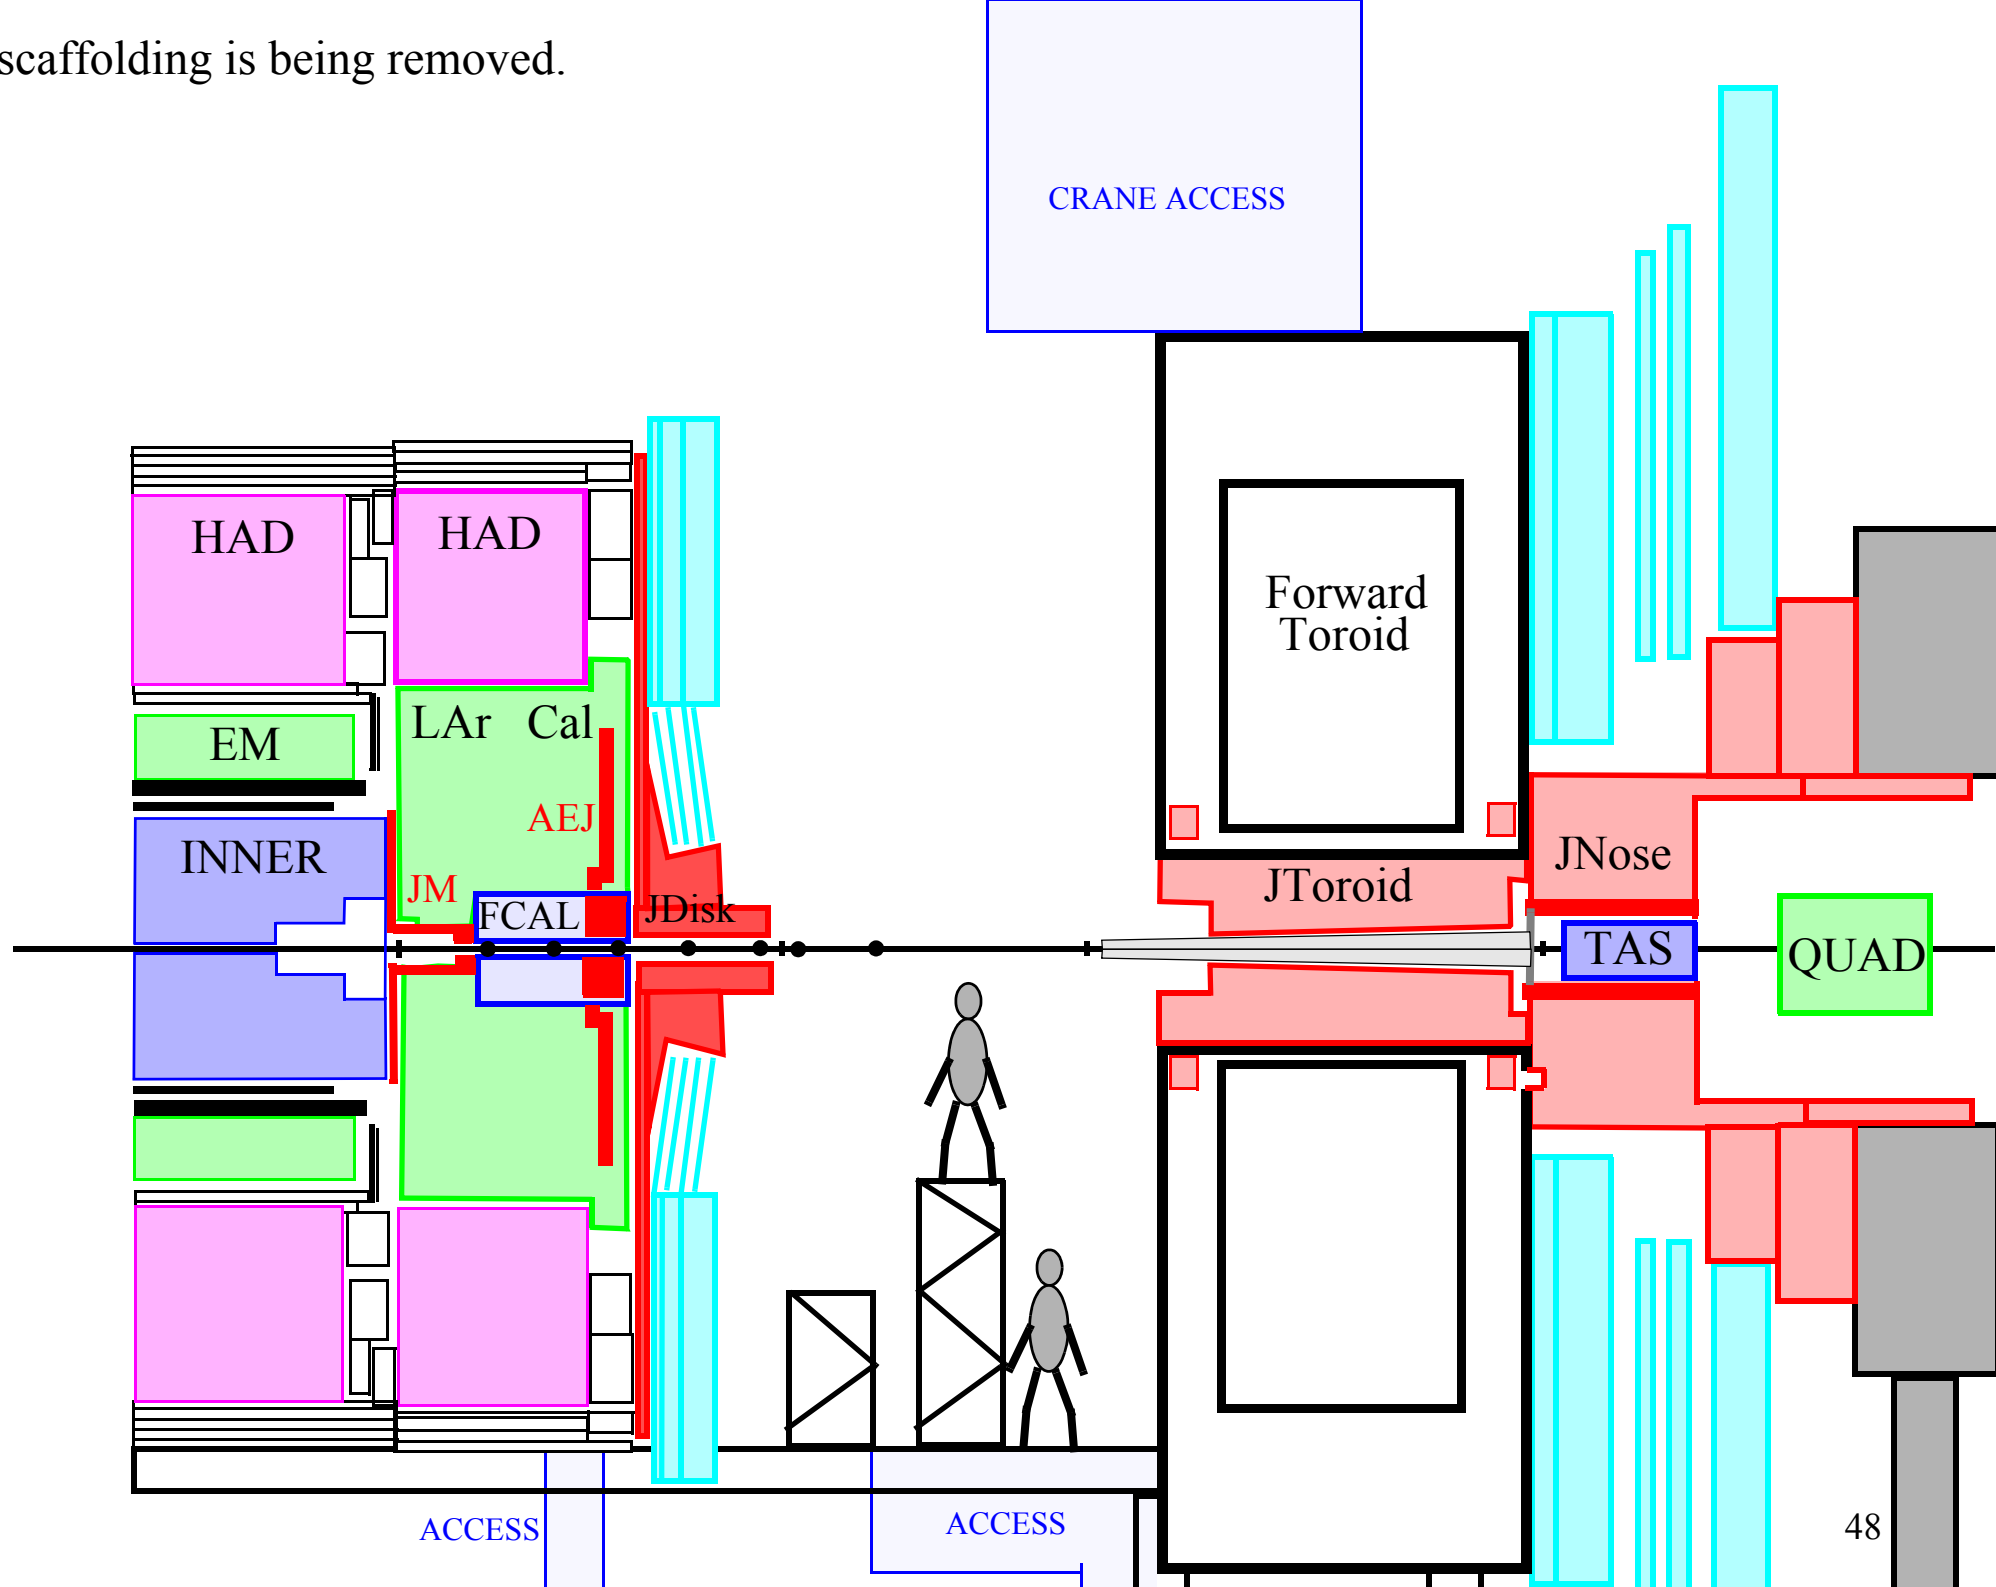 scaffolding is being removed.
CRANE ACCESS
HAD
HAD
Forward
Toroid
LAr Cal
EM
AEJ
INNER
JM
FCAL
JDisk
JToroid
JNose
TAS
QUAD
ACCESS
ACCESS
48